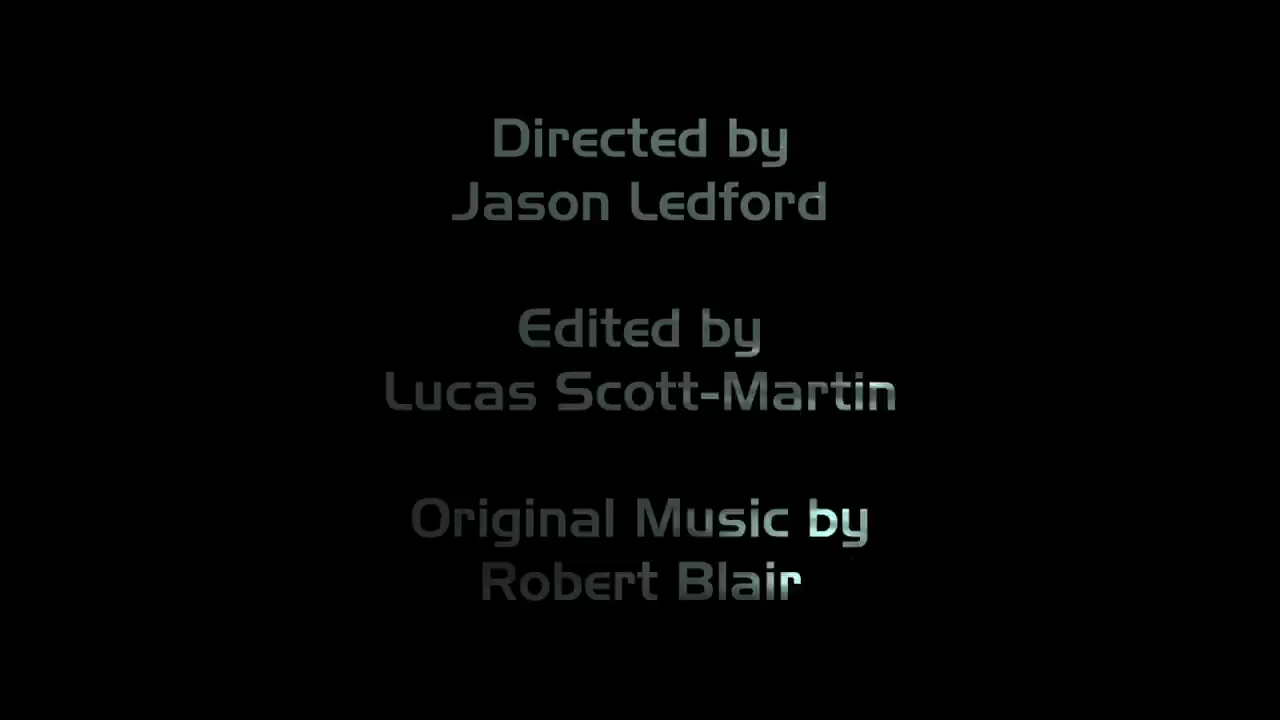 Directed by
Jason Ledford
Edited by
Lucas Scott-Martin
Original Music by
Robert Blair